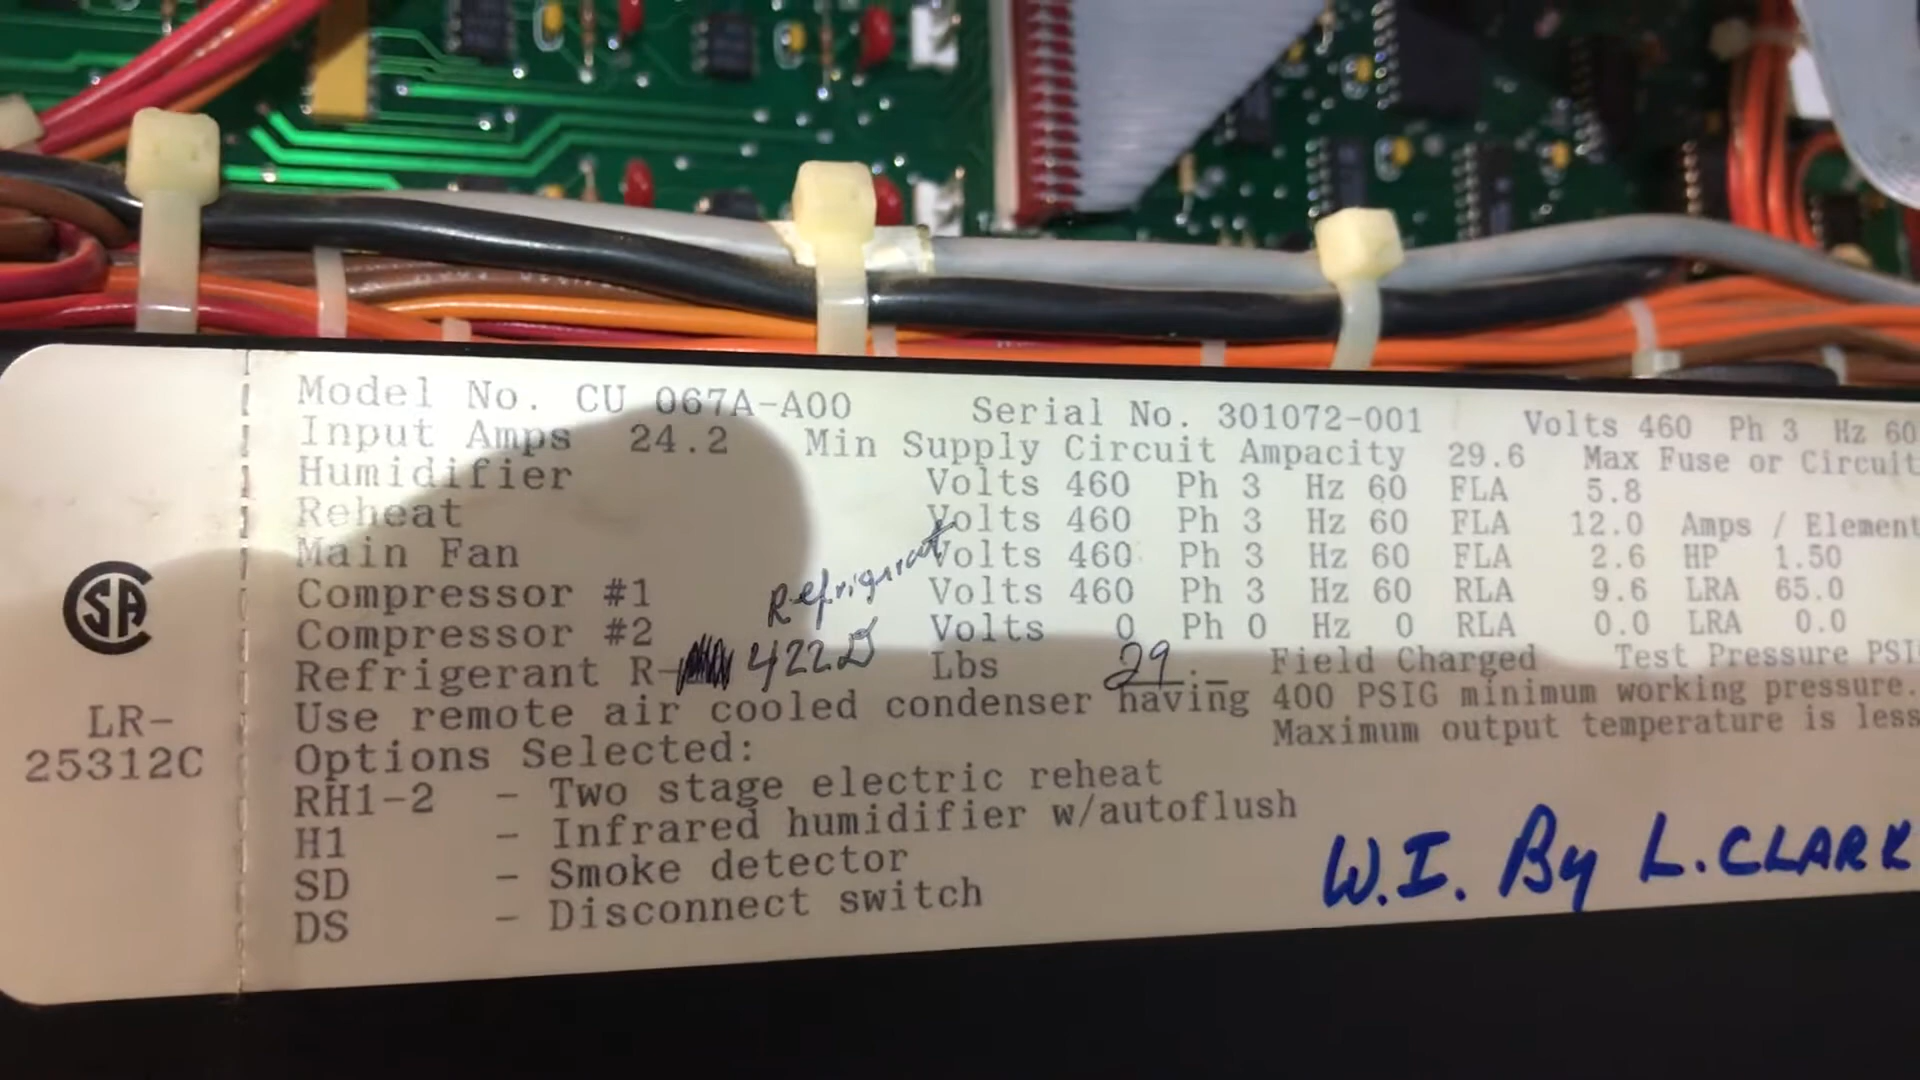 Model No. CU 067A-A00 Serial No. 301072-001 Volts 460 Ph 3 Hz 60
Input Amps 24.2 Min Supply Circuit Ampacity 29.6 Max Fuse or Circuit
Humidifier Volts 460 Ph 3 Hz 60 FLA 5.8
Reheat Volts 460 Ph 3 Hz 60 FLA 12.0 Amps / Element
Main Fan Volts 460 Ph 3 Hz 60 FLA 2.6 HP 1.50
Compressor #1 Volts 460 Ph 3 Hz 60 RLA 9.6 LRA 65.0
Refrigerant
Compressor #2 Volts 0 Ph 0 Hz 0 RLA 0.0 LRA 0.0
Refrigerant R- 422D Lbs 29. Field Charged Test Pressure PSI
Use remote air cooled condenser having 400 PSIG minimum working pressure.
Maximum output temperature is less
Options Selected:
RH1-2 - Two stage electric reheat
H1 - Infrared humidifier w/autoflush
SD - Smoke detector
DS - Disconnect switch
W.I. By L. CLARK
SA
LR-
25312C